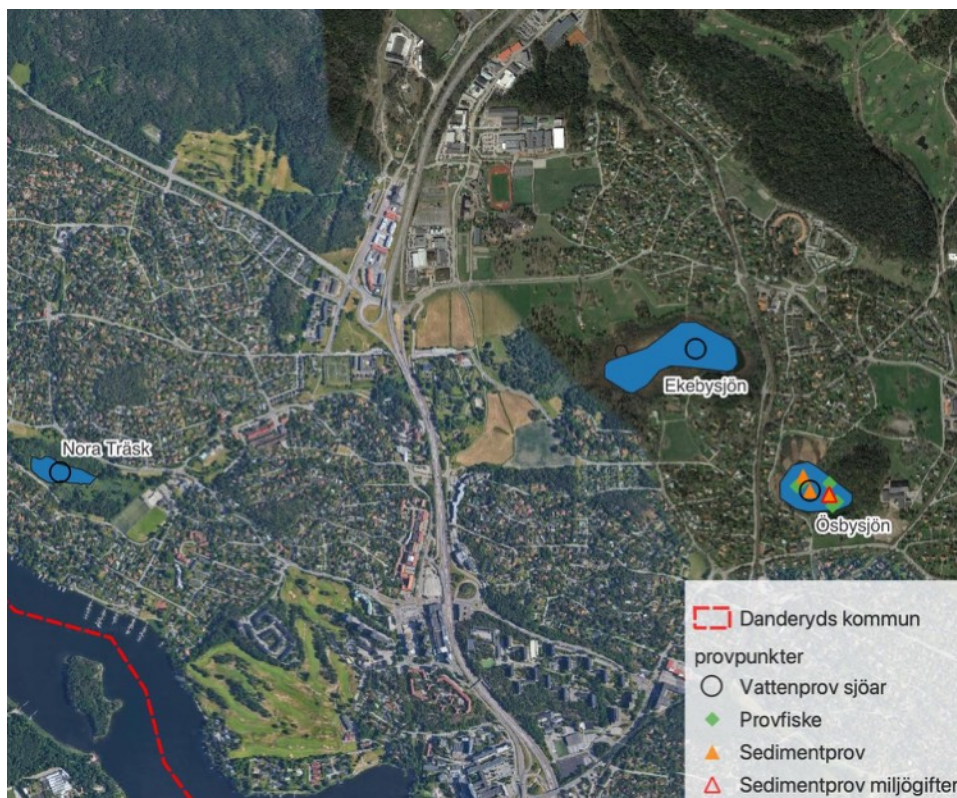 Ekebysjön
Nora Träsk
Ösbysjön
Danderyds kommun
provpunkter
Vattenprov sjöar
Provfiske
Sedimentprov
Sedimentprov miljögifter